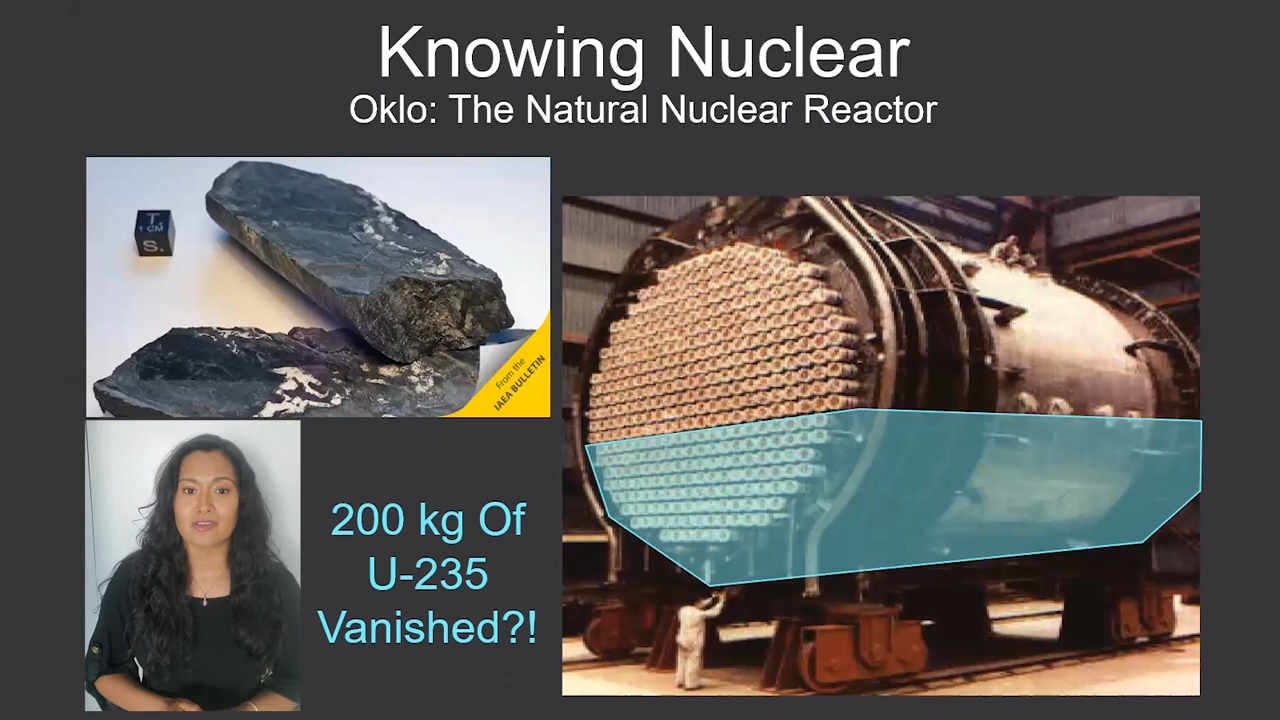 Knowing Nuclear
Oklo: The Natural Nuclear Reactor
T.
1 CM
S.
From the
IAEA BULLETIN
200 kg Of
U-235
Vanished?!